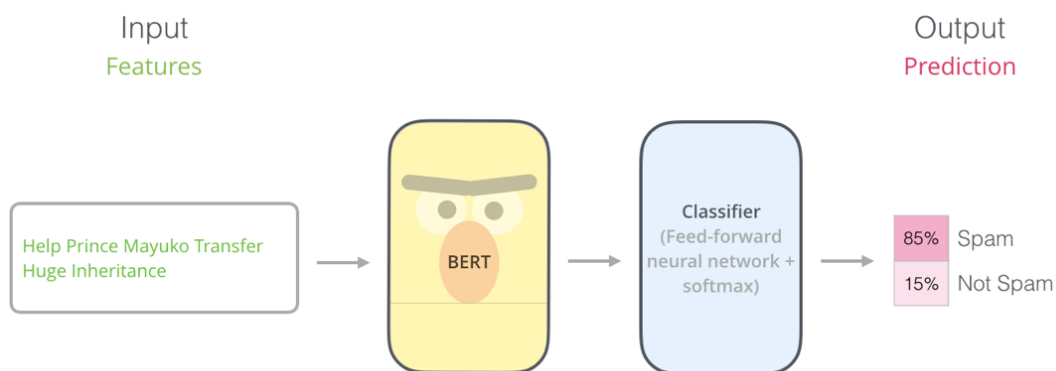 Input
Features
Output
Prediction
Help Prince Mayuko Transfer
Huge Inheritance
BERT
Classifier
(Feed-forward
neural network +
softmax)
85% Spam
15% Not Spam